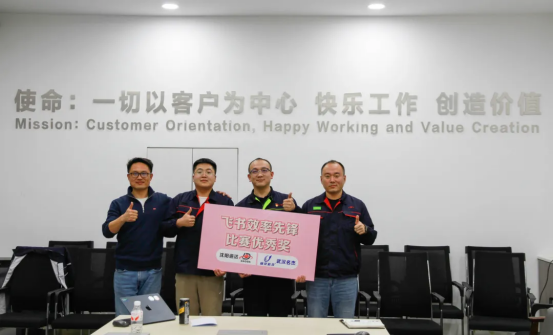 使命：一切以客户为中心 快乐工作 创造价值
Mission: Customer Orientation, Happy Working and Value Creation
飞书效率先锋
比赛优秀奖